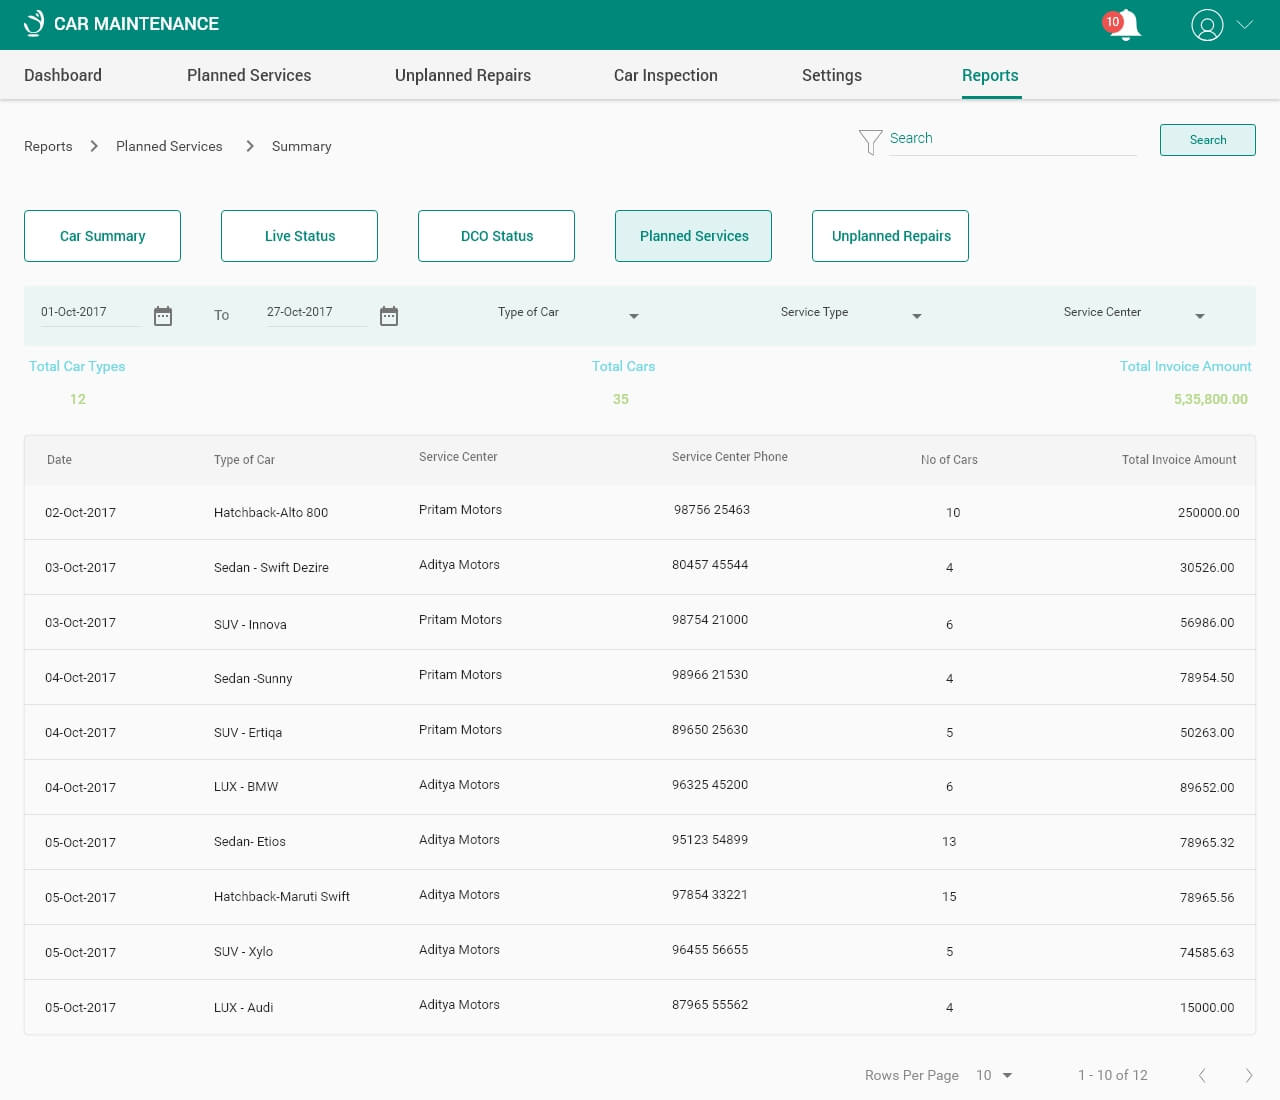 CAR MAINTENANCE
10
Dashboard Planned Services Unplanned Repairs Car Inspection Settings Reports
Reports Planned Services Summary
Search
Search
Car Summary Live Status DCO Status Planned Services Unplanned Repairs
01-Oct-2017 To 27-Oct-2017 Type of Car Service Type Service Center
Total Car Types Total Cars Total Invoice Amount
12 35 5,35,800.00
Date Type of Car Service Center Service Center Phone No of Cars Total Invoice Amount
02-Oct-2017 Hatchback-Alto 800 Pritam Motors 98756 25463 10 250000.00
03-Oct-2017 Sedan - Swift Dezire Aditya Motors 80457 45544 4 30526.00
03-Oct-2017 SUV - Innova Pritam Motors 98754 21000 6 56986.00
04-Oct-2017 Sedan -Sunny Pritam Motors 98966 21530 4 78954.50
04-Oct-2017 SUV - Ertiqa Pritam Motors 89650 25630 5 50263.00
04-Oct-2017 LUX - BMW Aditya Motors 96325 45200 6 89652.00
05-Oct-2017 Sedan- Etios Aditya Motors 95123 54899 13 78965.32
05-Oct-2017 Hatchback-Maruti Swift Aditya Motors 97854 33221 15 78965.56
05-Oct-2017 SUV - Xylo Aditya Motors 96455 56655 5 74585.63
05-Oct-2017 LUX - Audi Aditya Motors 87965 55562 4 15000.00
Rows Per Page 10 1 - 10 of 12